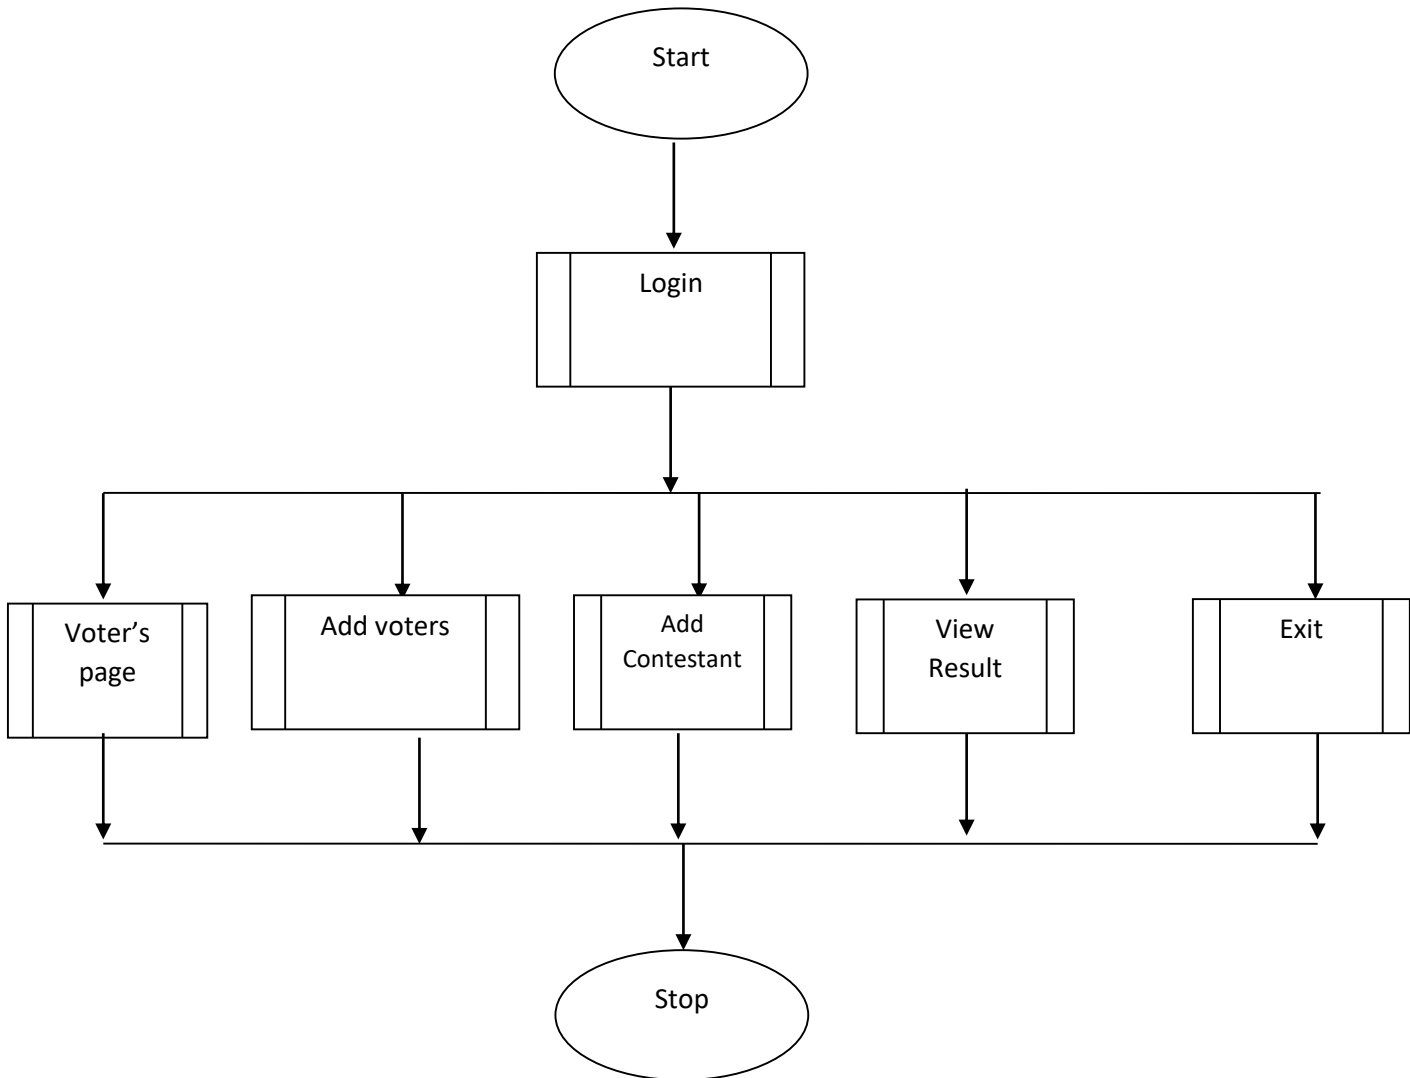 Start
Login
Voter’s
page
Add voters
Add
Contestant
View
Result
Exit
Stop